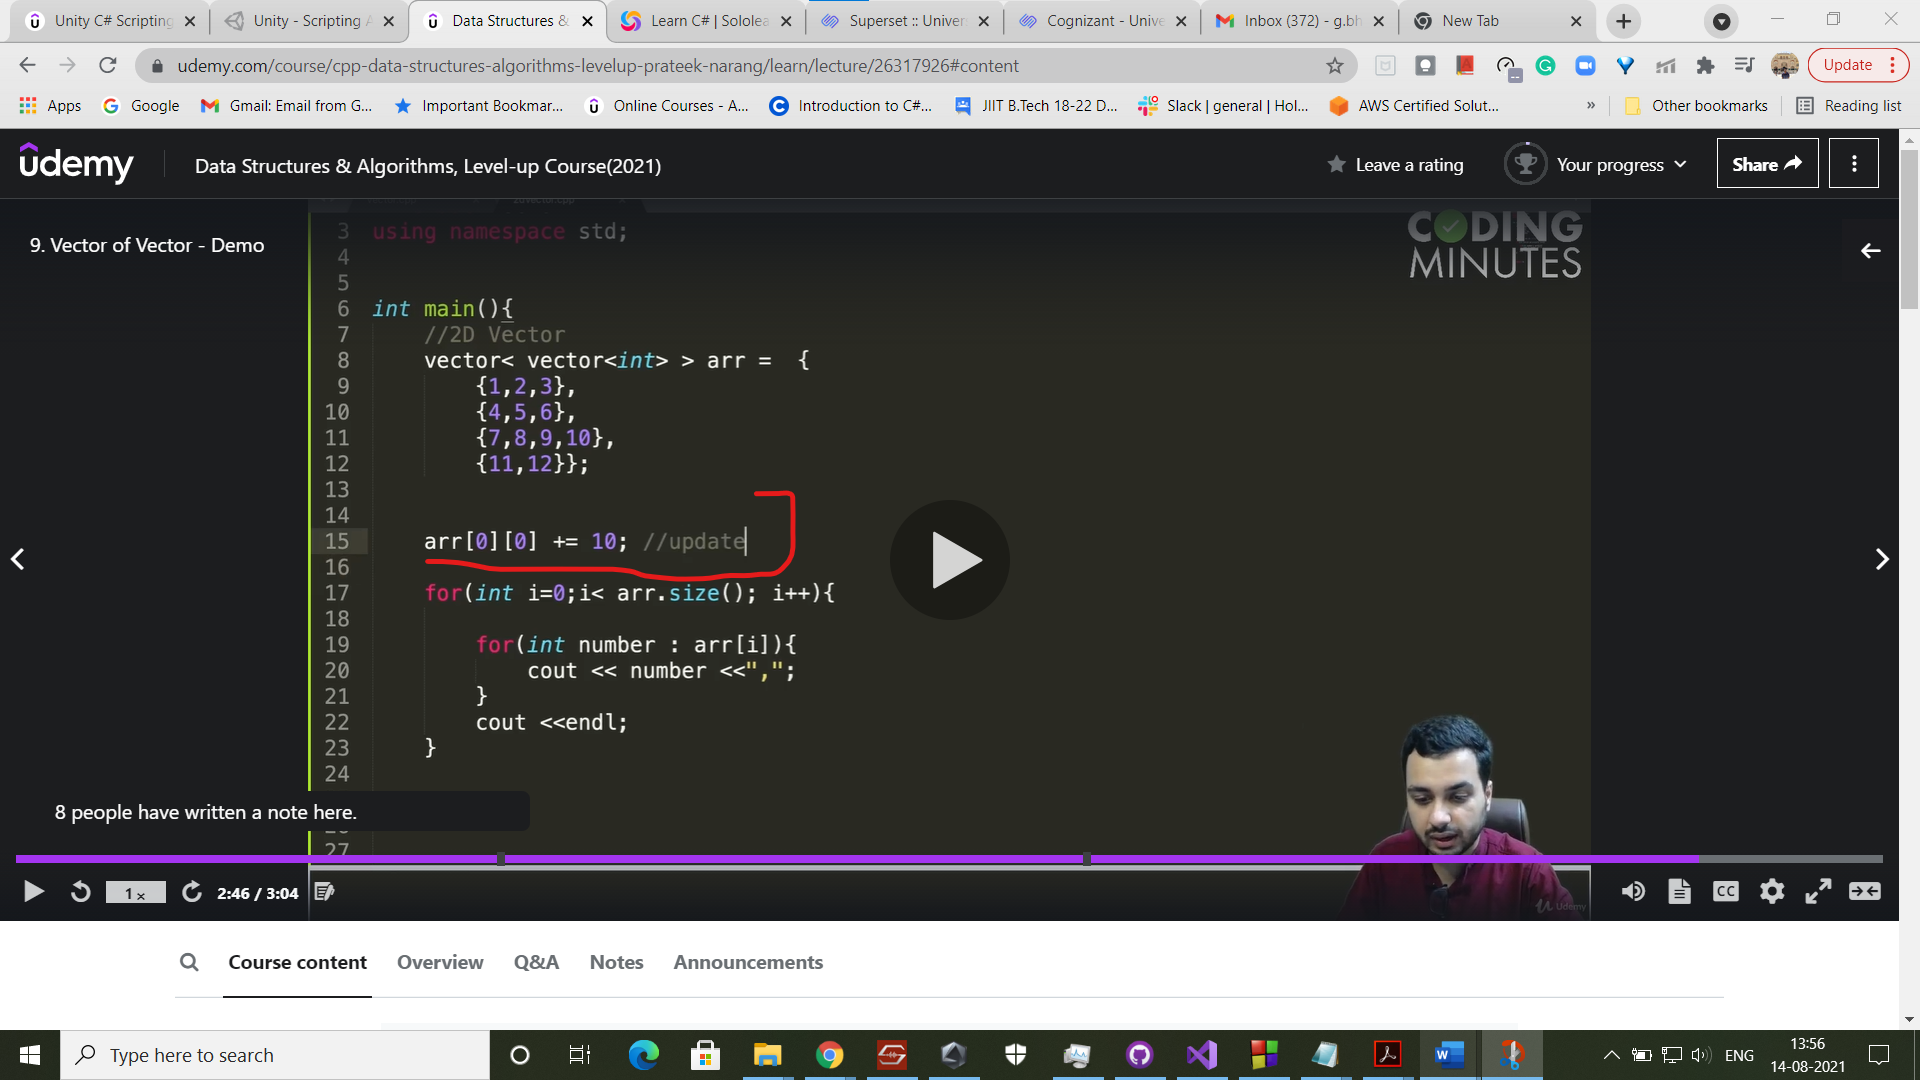 Unity C# Scripting
Unity - Scripting A
Data Structures &
Learn C# | Sololea
Superset :: Univer
Cognizant - Unive
Inbox (372) - g.bh
New Tab
udemy.com/course/cpp-data-structures-algorithms-levelup-prateek-narang/learn/lecture/26317926#content
Update
Apps
Google
Gmail: Email from G...
Important Bookmar...
Online Courses - A...
Introduction to C#...
JIIT B.Tech 18-22 D...
Slack | general | Hol...
AWS Certified Solut...
»
Other bookmarks
Reading list
udemy
Data Structures & Algorithms, Level-up Course(2021)
Leave a rating
Your progress
Share
9. Vector of Vector - Demo
CODING
MINUTES
3 using namespace std;
4
5
6 int main(){
7 //2D Vector
8 vector< vector<int> > arr = {
9 {1,2,3},
10 {4,5,6},
11 {7,8,9,10},
12 {11,12}};
13
14
15 arr[0][0] += 10; //update
16
17 for(int i=0;i< arr.size(); i++){
18
19 for(int number : arr[i]){
20 cout << number <<",";
21 }
22 cout <<endl;
23 }
24
8 people have written a note here.
27
1 x
2:46 / 3:04
CC
Udemy
Course content
Overview
Q&A
Notes
Announcements
Type here to search
ENG
13:56
14-08-2021